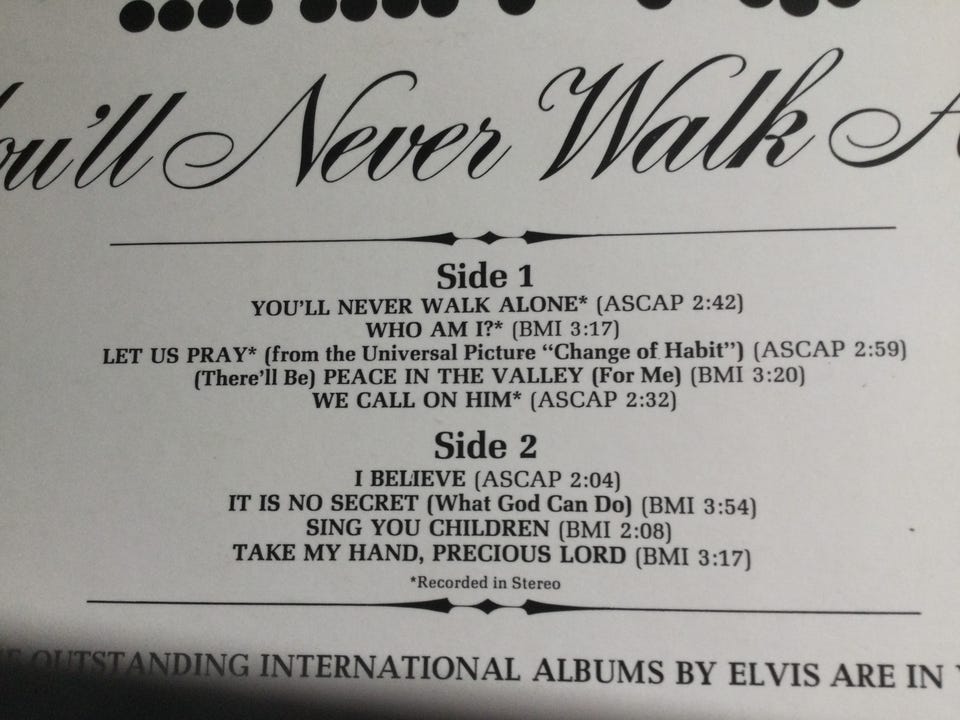 ou'll Never Walk A
Side 1
YOU'LL NEVER WALK ALONE* (ASCAP 2:42)
WHO AM I?* (BMI 3:17)
LET US PRAY* (from the Universal Picture “Change of Habit”) (ASCAP 2:59)
(There'll Be) PEACE IN THE VALLEY (For Me) (BMI 3:20)
WE CALL ON HIM* (ASCAP 2:32)
Side 2
I BELIEVE (ASCAP 2:04)
IT IS NO SECRET (What God Can Do) (BMI 3:54)
SING YOU CHILDREN (BMI 2:08)
TAKE MY HAND, PRECIOUS LORD (BMI 3:17)
*Recorded in Stereo
OUTSTANDING INTERNATIONAL ALBUMS BY ELVIS ARE IN